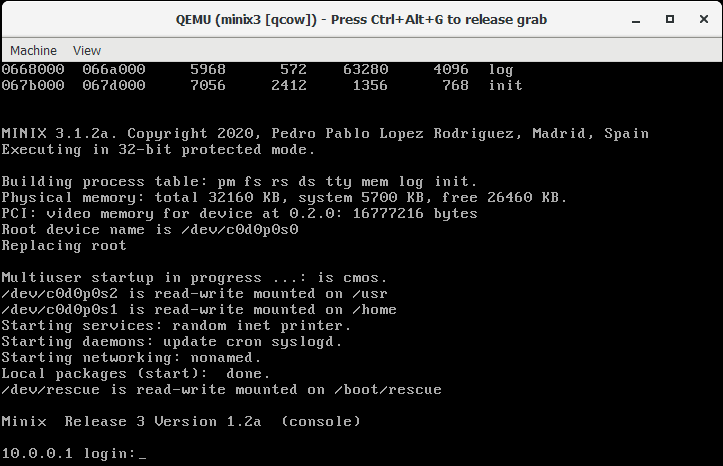 QEMU (minix3 [qcow]) - Press Ctrl+Alt+G to release grab
Machine View
0668000 066a000 5968 572 63280 4096 log
067b000 067d000 7056 2412 1356 768 init
MINIX 3.1.2a. Copyright 2020, Pedro Pablo Lopez Rodriguez, Madrid, Spain
Executing in 32-bit protected mode.
Building process table: pm fs rs ds tty mem log init.
Physical memory: total 32160 KB, system 5700 KB, free 26460 KB.
PCI: video memory for device at 0.2.0: 16777216 bytes
Root device name is /dev/c0d0p0s0
Replacing root
Multiuser startup in progress ...: is cmos.
/dev/c0d0p0s2 is read-write mounted on /usr
/dev/c0d0p0s1 is read-write mounted on /home
Starting services: random inet printer.
Starting daemons: update cron syslogd.
Starting networking: nonamed.
Local packages (start): done.
/dev/rescue is read-write mounted on /boot/rescue
Minix Release 3 Version 1.2a (console)
10.0.0.1 login:_